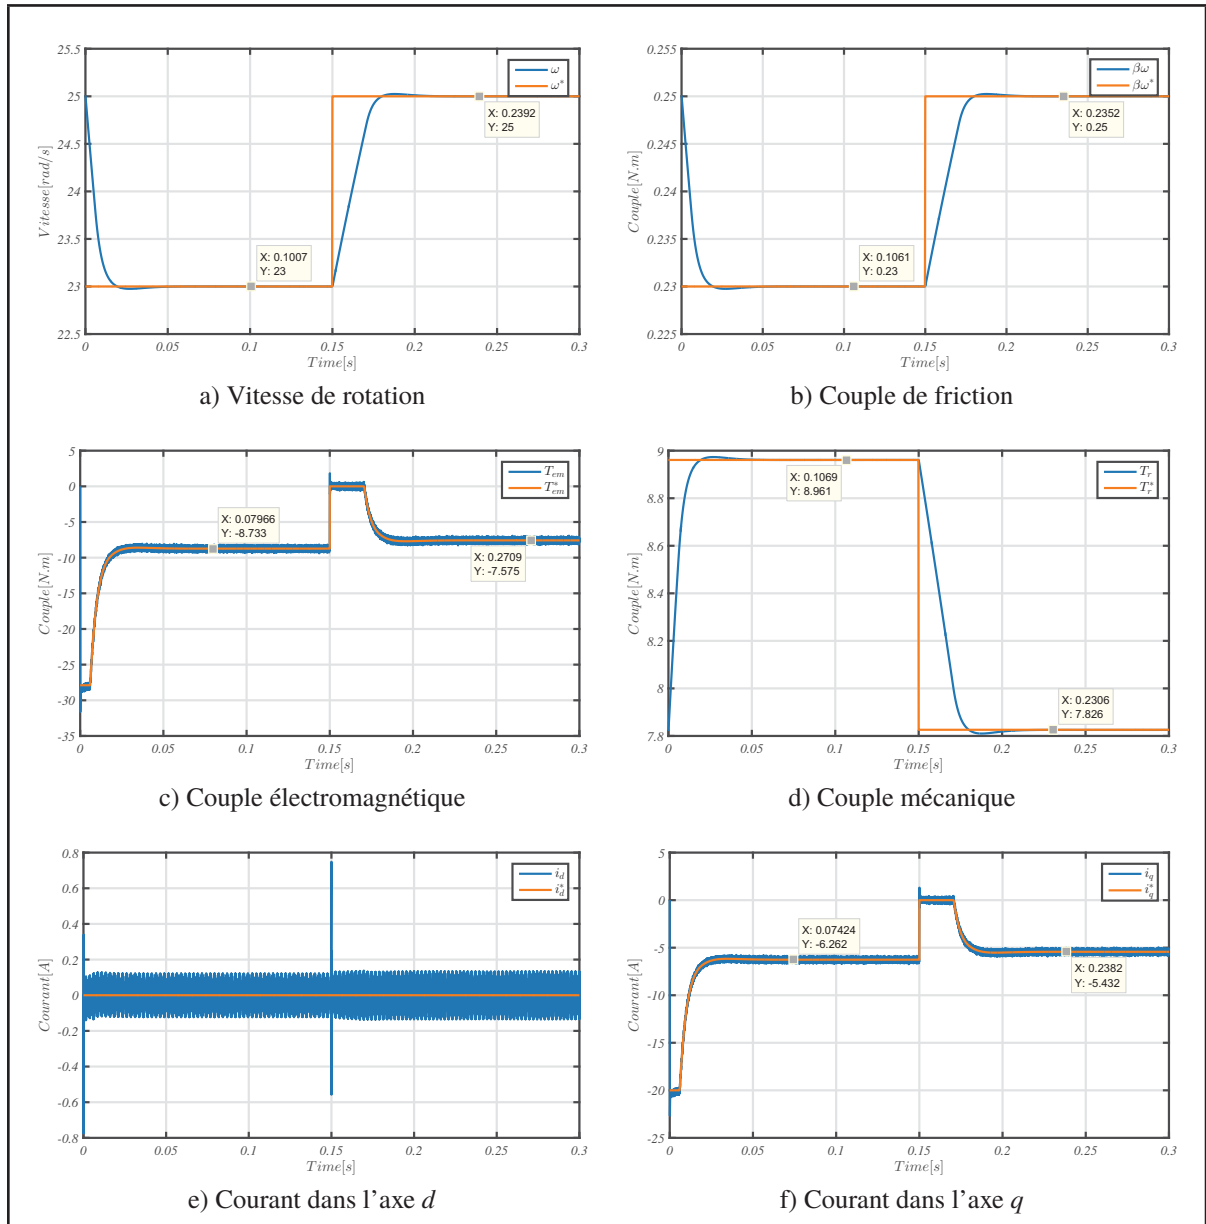 25.5
25
24.5
24
23.5
23
22.5
0
0.05
0.1
0.15
0.2
0.25
0.3
Vitesse[rad/s]
Time[s]
ω
ω*
X: 0.2392
Y: 25
X: 0.1007
Y: 23
a) Vitesse de rotation
0.255
0.25
0.245
0.24
0.235
0.23
0.225
0
0.05
0.1
0.15
0.2
0.25
0.3
Couple[N.m]
Time[s]
βω
βω*
X: 0.2352
Y: 0.25
X: 0.1061
Y: 0.23
b) Couple de friction
5
0
-5
-10
-15
-20
-25
-30
-35
0
0.05
0.1
0.15
0.2
0.25
0.3
Couple[N.m]
Time[s]
T_em
T*_em
X: 0.07966
Y: -8.733
X: 0.2709
Y: -7.575
c) Couple électromagnétique
9
8.8
8.6
8.4
8.2
8
7.8
0
0.05
0.1
0.15
0.2
0.25
0.3
Couple[N.m]
Time[s]
T_r
T*_r
X: 0.1069
Y: 8.961
X: 0.2306
Y: 7.826
d) Couple mécanique
0.8
0.6
0.4
0.2
0
-0.2
-0.4
-0.6
-0.8
0
0.05
0.1
0.15
0.2
0.25
0.3
Courant[A]
Time[s]
i_d
i*_d
e) Courant dans l'axe d
5
0
-5
-10
-15
-20
-25
0
0.05
0.1
0.15
0.2
0.25
0.3
Courant[A]
Time[s]
i_q
i*_q
X: 0.07424
Y: -6.262
X: 0.2382
Y: -5.432
f) Courant dans l'axe q